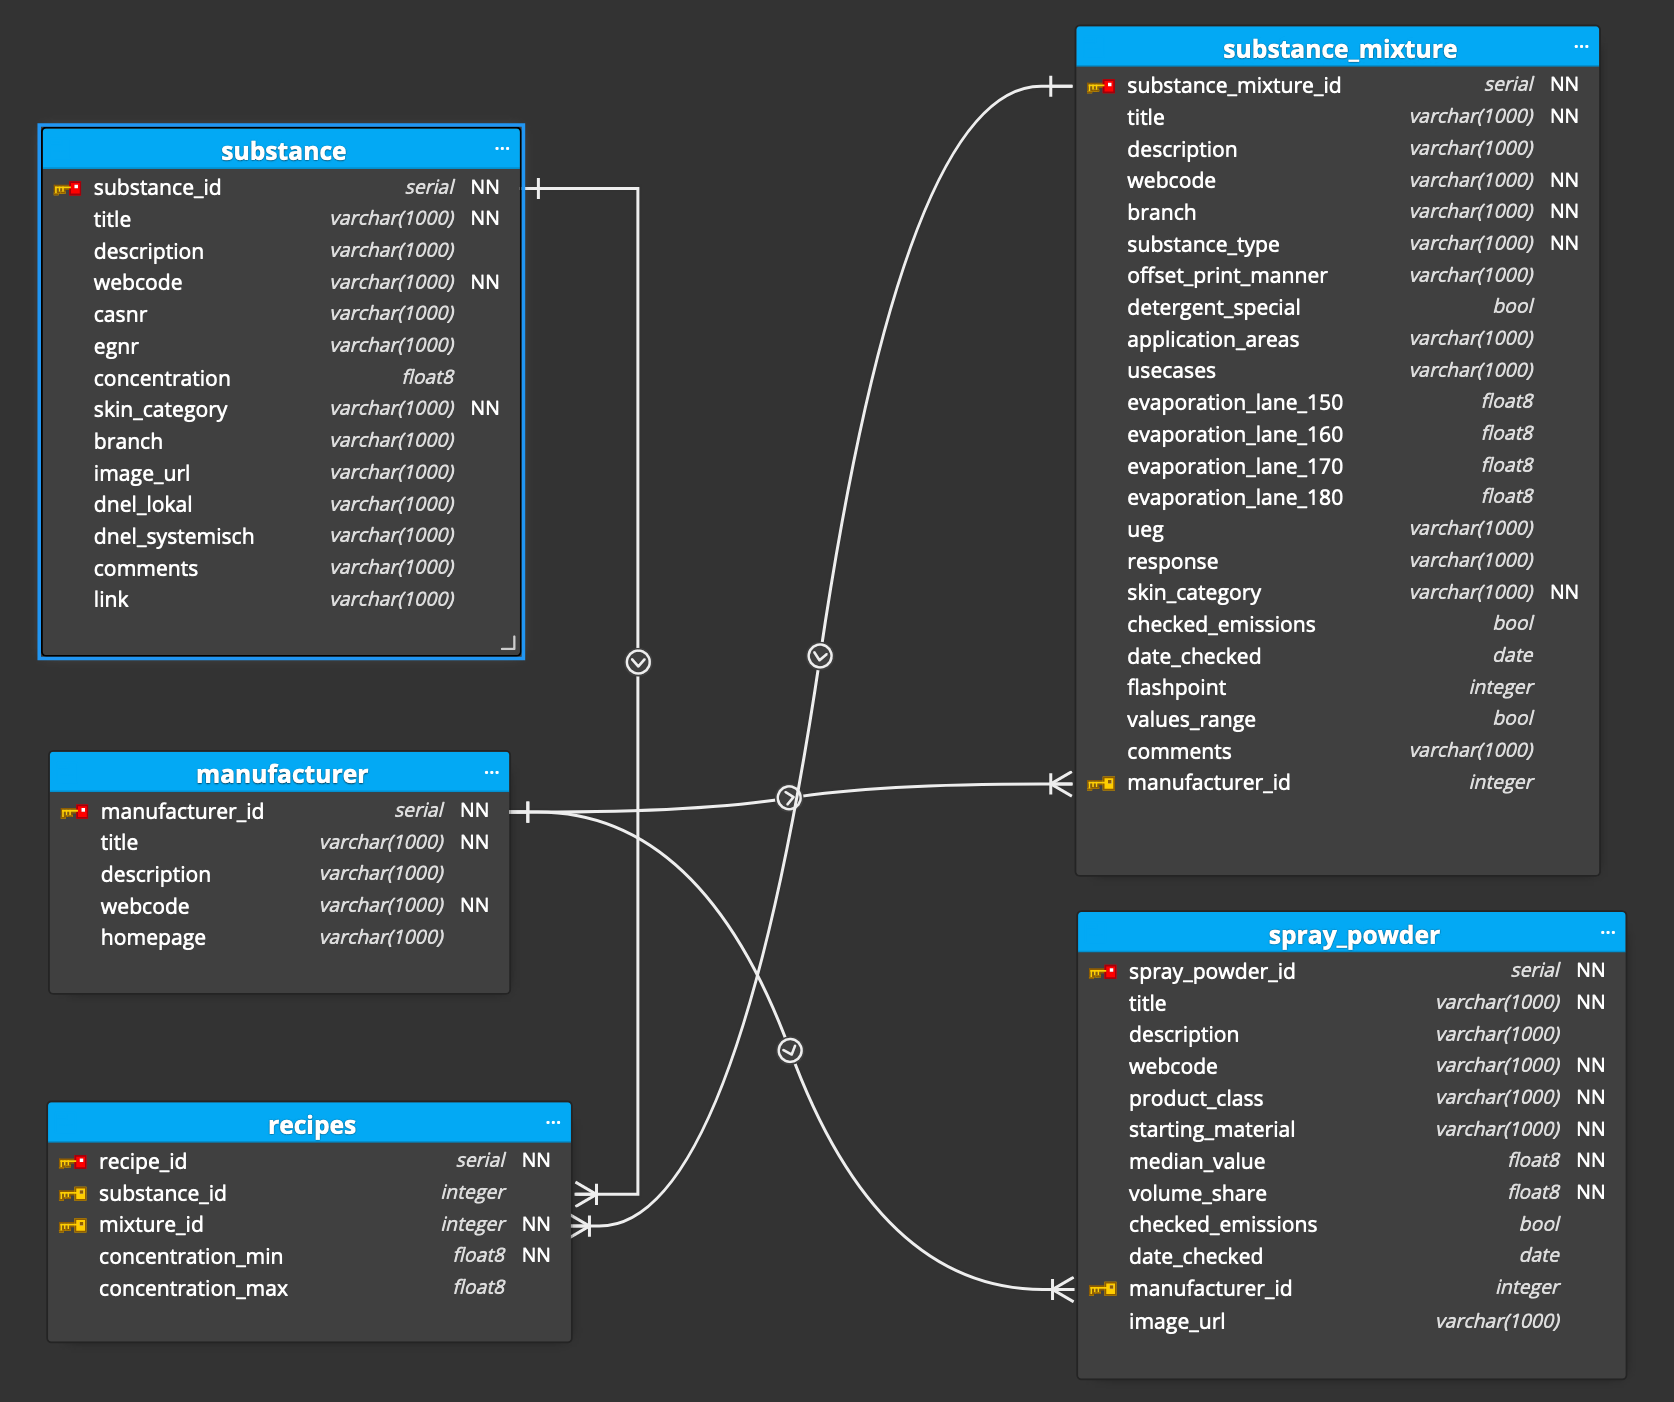 substance ...
substance_id serial NN
title varchar(1000) NN
description varchar(1000)
webcode varchar(1000) NN
casnr varchar(1000)
egnr varchar(1000)
concentration float8
skin_category varchar(1000) NN
branch varchar(1000)
image_url varchar(1000)
dnel_lokal varchar(1000)
dnel_systemisch varchar(1000)
comments varchar(1000)
link varchar(1000)
manufacturer ...
manufacturer_id serial NN
title varchar(1000) NN
description varchar(1000)
webcode varchar(1000) NN
homepage varchar(1000)
recipes ...
recipe_id serial NN
substance_id integer
mixture_id integer NN
concentration_min float8 NN
concentration_max float8
substance_mixture ...
substance_mixture_id serial NN
title varchar(1000) NN
description varchar(1000)
webcode varchar(1000) NN
branch varchar(1000) NN
substance_type varchar(1000) NN
offset_print_manner varchar(1000)
detergent_special bool
application_areas varchar(1000)
usecases varchar(1000)
evaporation_lane_150 float8
evaporation_lane_160 float8
evaporation_lane_170 float8
evaporation_lane_180 float8
ueg varchar(1000)
response varchar(1000)
skin_category varchar(1000) NN
checked_emissions bool
date_checked date
flashpoint integer
values_range bool
comments varchar(1000)
manufacturer_id integer
spray_powder ...
spray_powder_id serial NN
title varchar(1000) NN
description varchar(1000)
webcode varchar(1000) NN
product_class varchar(1000) NN
starting_material varchar(1000) NN
median_value float8 NN
volume_share float8 NN
checked_emissions bool
date_checked date
manufacturer_id integer
image_url varchar(1000)